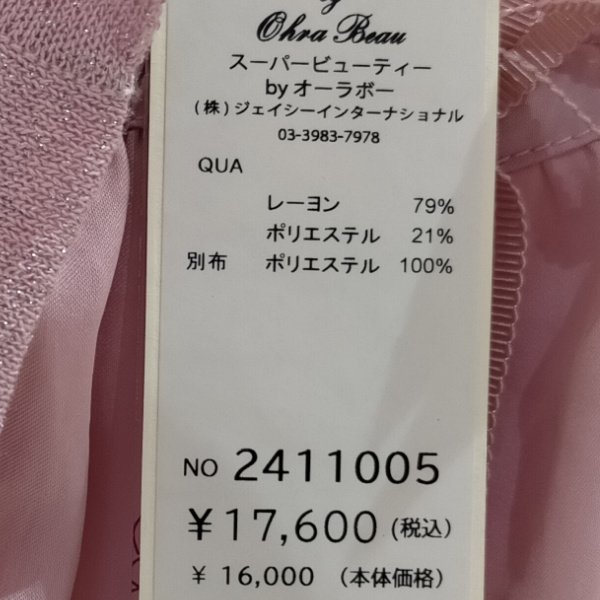 by
Ohra Beau
スーパービューティー
by オーラボー
(株)ジェイシーインターナショナル
03-3983-7978
QUA
レーヨン 79%
ポリエステル 21%
別布 ポリエステル 100%
NO 2411005
¥17,600(税込)
¥ 16,000 (本体価格)